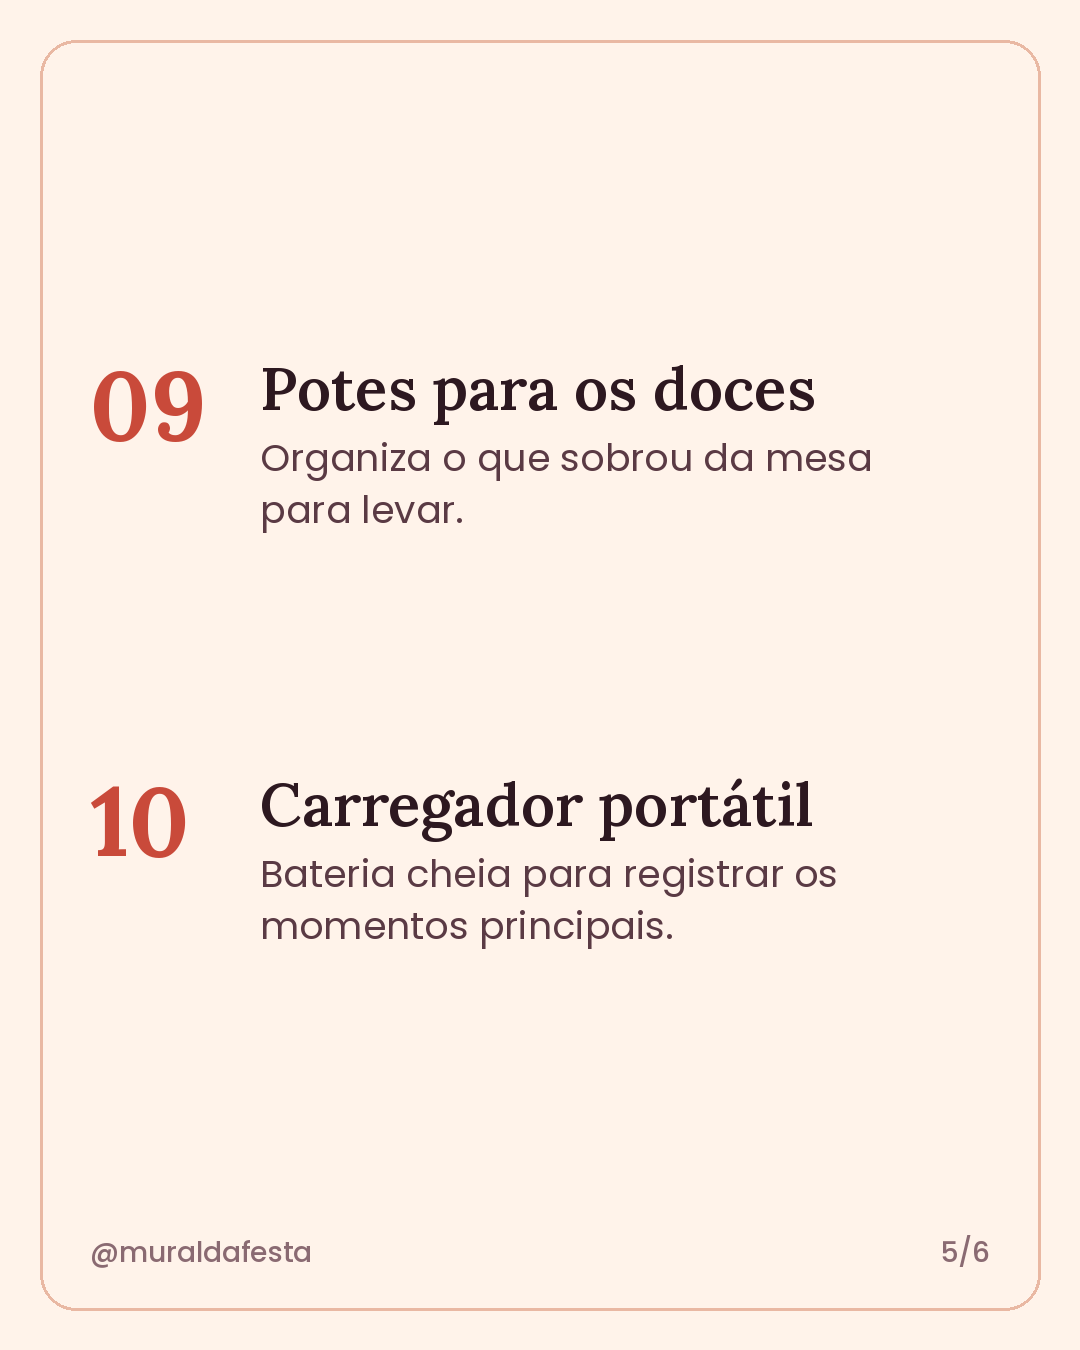 09
Potes para os doces
Organiza o que sobrou da mesa
para levar.
10
Carregador portátil
Bateria cheia para registrar os
momentos principais.
@muraldafesta
5/6